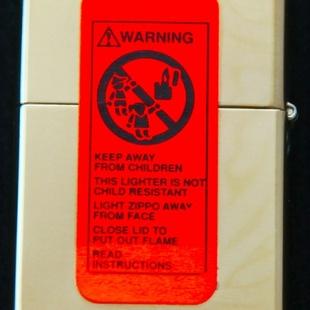 WARNING
KEEP AWAY
FROM CHILDREN
THIS LIGHTER IS NOT
CHILD RESISTANT
LIGHT ZIPPO AWAY
FROM FACE
CLOSE LID TO
PUT OUT FLAME
READ
INSTRUCTIONS